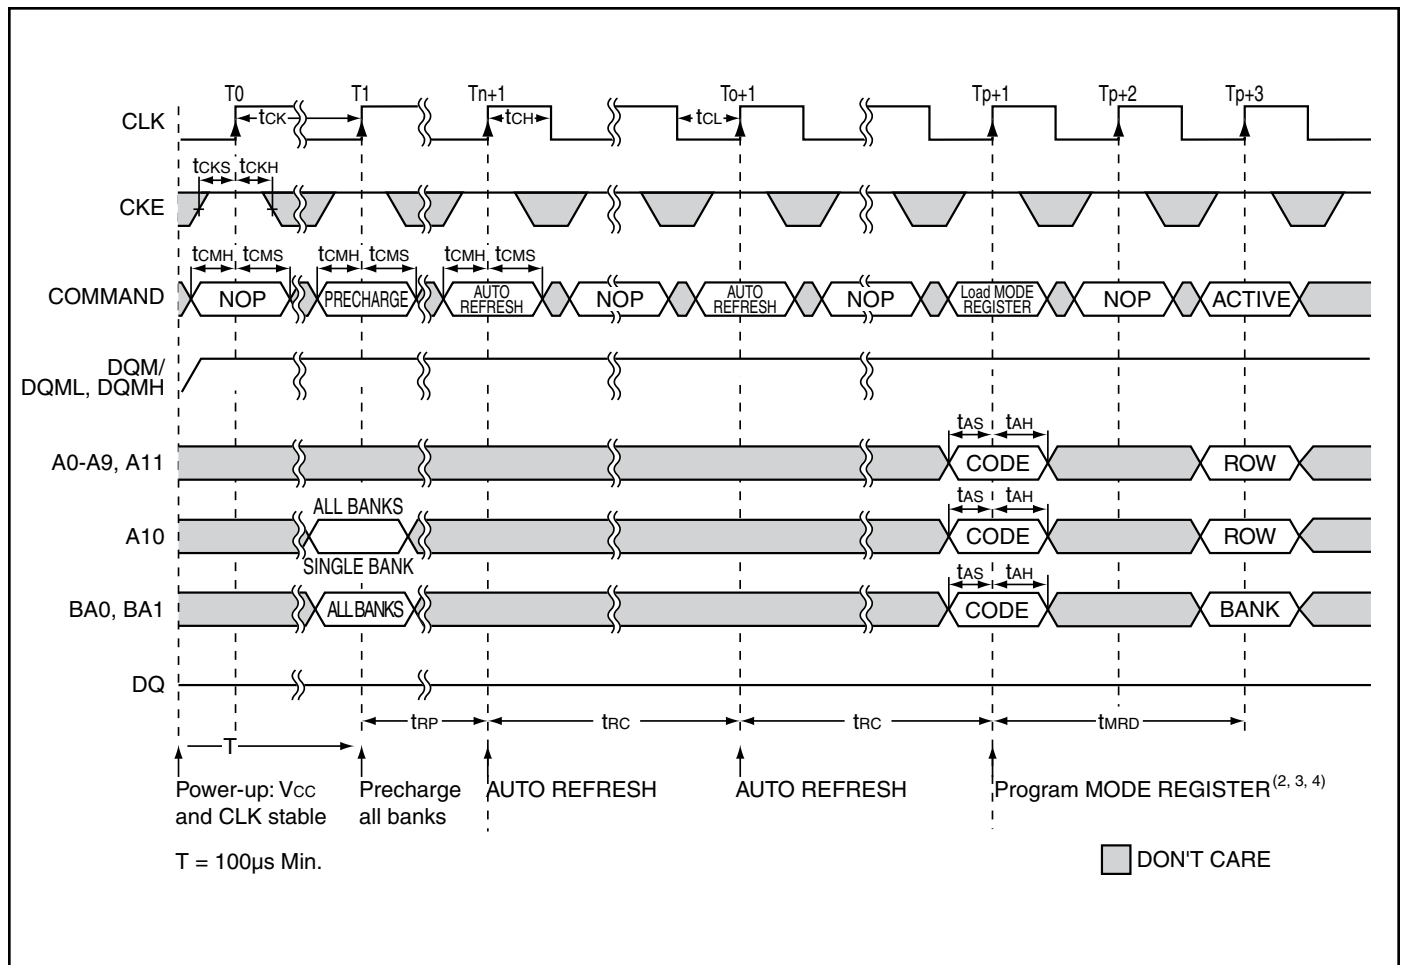 T0 T1 Tn+1 To+1 Tp+1 Tp+2 Tp+3
CLK tCK tCH tCL
tCKS tCKH
CKE
tCMH tCMS tCMH tCMS tCMH tCMS
COMMAND NOP PRECHARGE AUTO REFRESH NOP AUTO REFRESH NOP Load MODE REGISTER NOP ACTIVE
DQM/
DQML, DQMH
tAS tAH
A0-A9, A11 CODE ROW
ALL BANKS tAS tAH
A10 CODE ROW
SINGLE BANK tAS tAH
BA0, BA1 ALL BANKS CODE BANK
DQ
tRP tRC tRC tMRD
T
Power-up: VCC Precharge AUTO REFRESH AUTO REFRESH Program MODE REGISTER(2, 3, 4)
and CLK stable all banks
T = 100µs Min. DON'T CARE